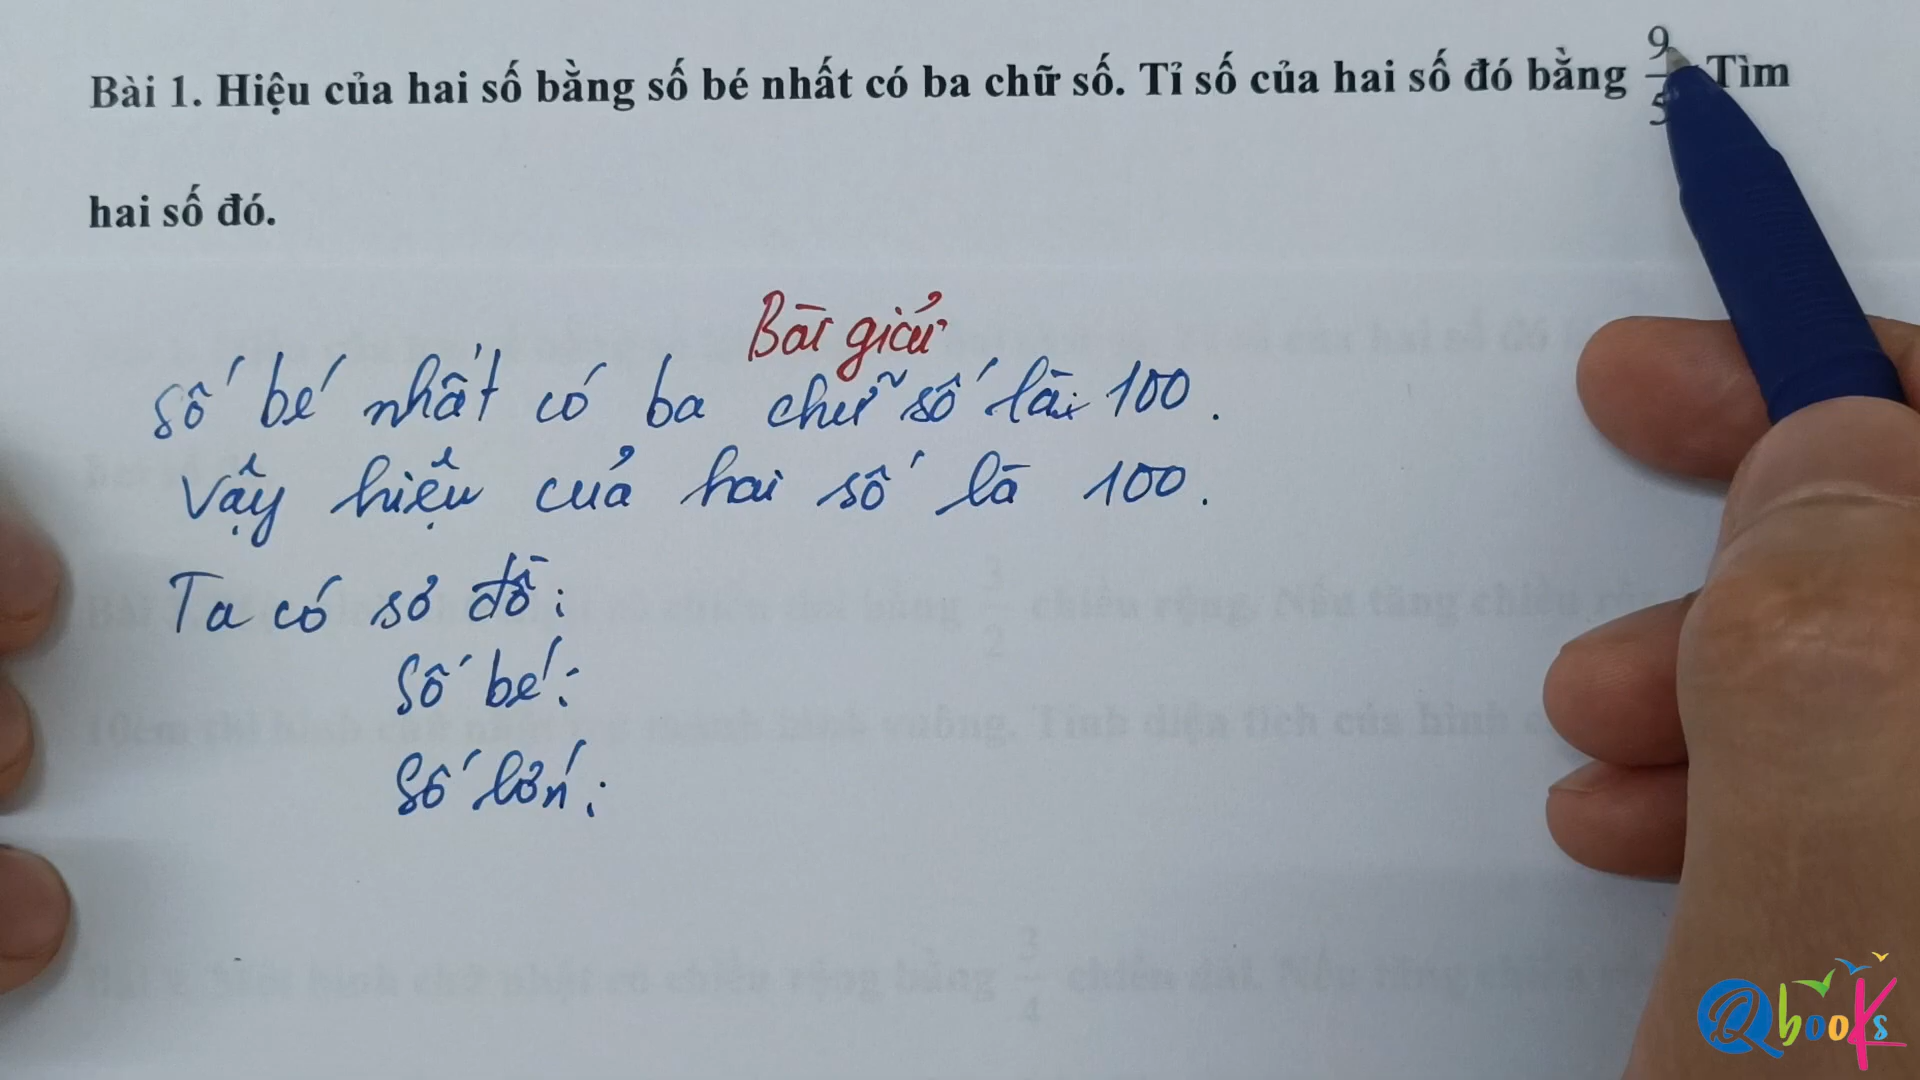 Bài 1. Hiệu của hai số bằng số bé nhất có ba chữ số. Tỉ số của hai số đó bằng 9/5 Tìm
hai số đó.
Bài giải
Số bé nhất có ba chữ số là: 100.
Vậy hiệu của hai số là 100.
Ta có sơ đồ:
Số bé:
Số lớn:
Qbooks